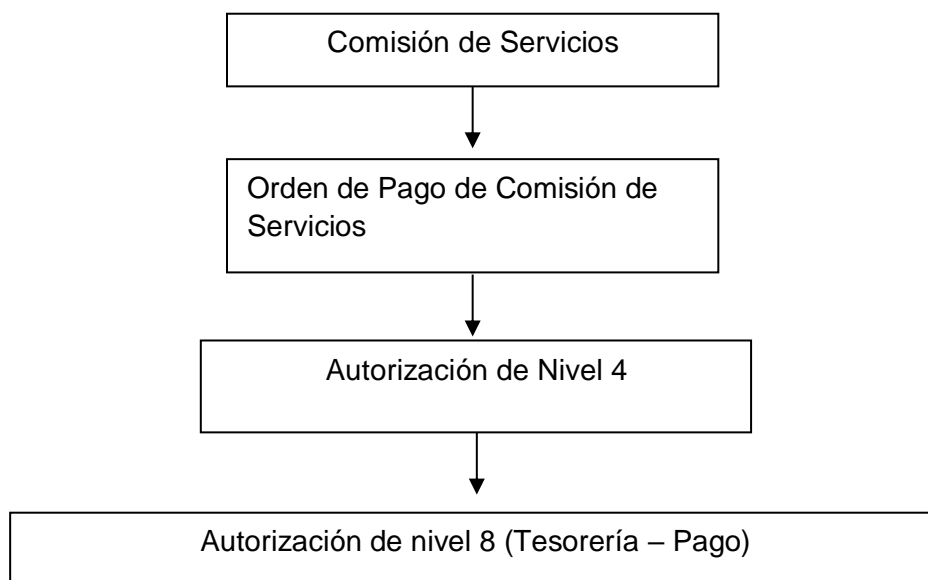 Comisión de Servicios
Orden de Pago de Comisión de
Servicios
Autorización de Nivel 4
Autorización de nivel 8 (Tesorería – Pago)